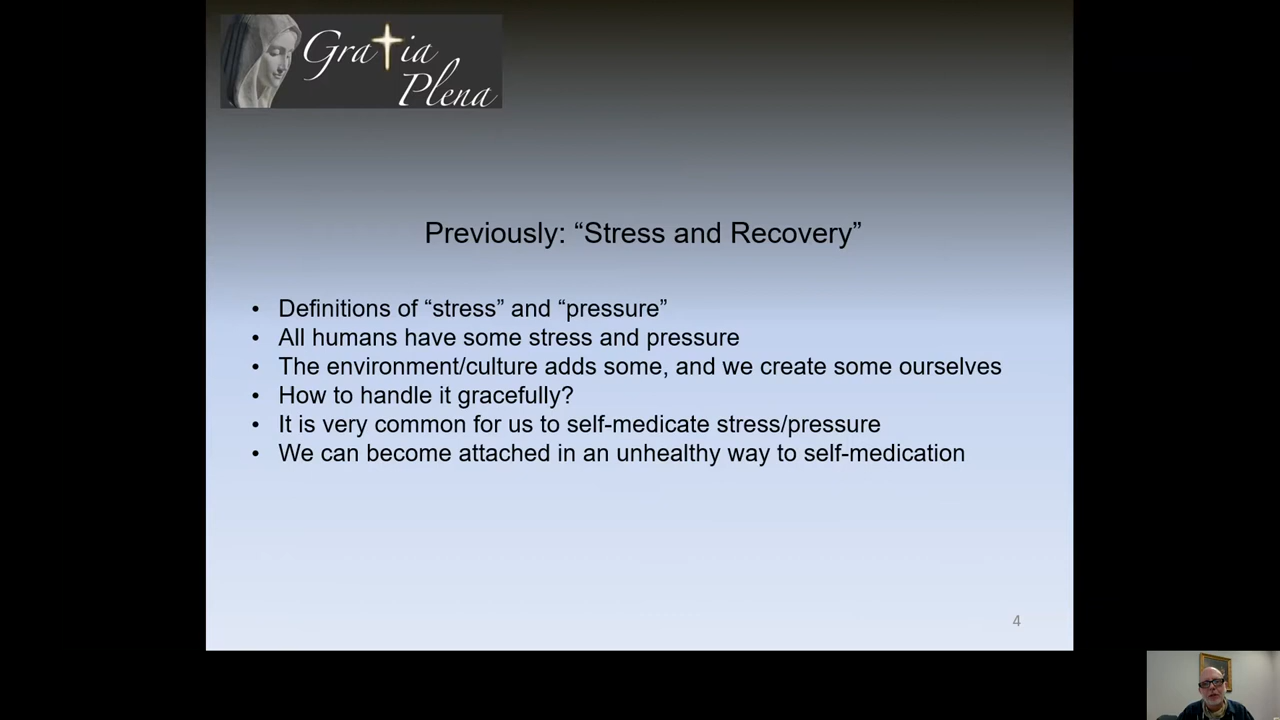 Gratia
Plena
Previously: “Stress and Recovery”
• Definitions of “stress” and “pressure”
• All humans have some stress and pressure
• The environment/culture adds some, and we create some ourselves
• How to handle it gracefully?
• It is very common for us to self-medicate stress/pressure
• We can become attached in an unhealthy way to self-medication
4